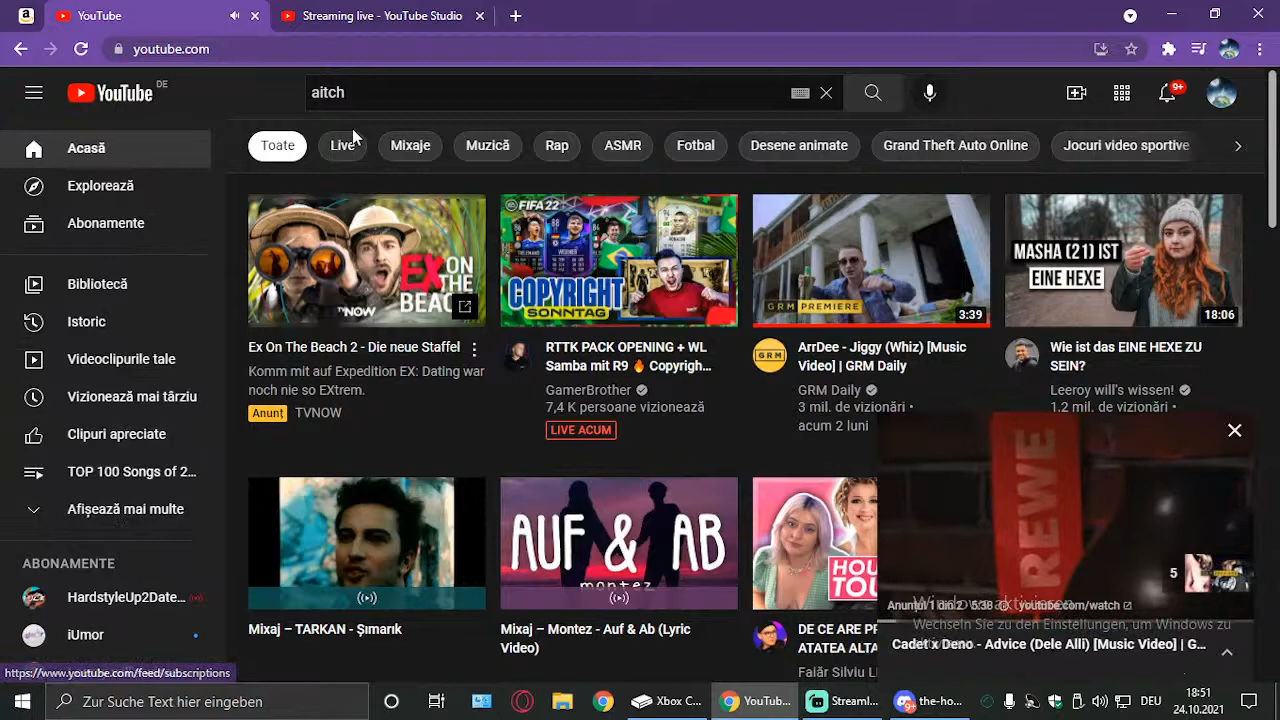 YouTube
Streaming live - YouTube Studio
youtube.com
YouTube DE
aitch
9+
Acasă
Explorează
Abonamente
Bibliotecă
Istoric
Videoclipurile tale
Vizionează mai târziu
Clipuri apreciate
TOP 100 Songs of 2...
Afișează mai multe
ABONAMENTE
HardstyleUp2Date...
iUmor
https://www.youtube.com/feed/subscriptions
Toate
Live
Mixaje
Muzică
Rap
ASMR
Fotbal
Desene animate
Grand Theft Auto Online
Jocuri video sportive
EX ON THE BEACH
TVNOW
Ex On The Beach 2 - Die neue Staffel
Komm mit auf Expedition EX: Dating war
noch nie so EXtrem.
Anunț TVNOW
FIFA 22
COPYRIGHT
SONNTAG
RTTK PACK OPENING + WL
Samba mit R9 🔥 Copyrigh...
GamerBrother
7,4 K persoane vizionează
LIVE ACUM
GRM PREMIERE
3:39
GRM
ArrDee - Jiggy (Whiz) [Music
Video] | GRM Daily
GRM Daily
3 mil. de vizionări •
acum 2 luni
MASHA (21) IST
EINE HEXE
18:06
Wie ist das EINE HEXE ZU
SEIN?
Leeroy will's wissen!
1.2 mil. de vizionări •
Mixaj – TARKAN - Şımarık
AUF & AB
montez
Mixaj – Montez - Auf & Ab (Lyric
Video)
HOU
TOU
DE CE ARE P
ATATEA ALTA
Faiăr Silviu L
REWE
5
Anunțul 1 din 2 · 5:38 youtube.com/watch
Windows aktivieren
Wechseln Sie zu den Einstellungen, um Windows zu
Cadet x Deno - Advice (Dele Alli) [Music Video] | G...
Zur Suche Text hier eingeben
Xbox C...
YouTub...
Streaml...
the-ho...
DEU
18:51
24.10.2021